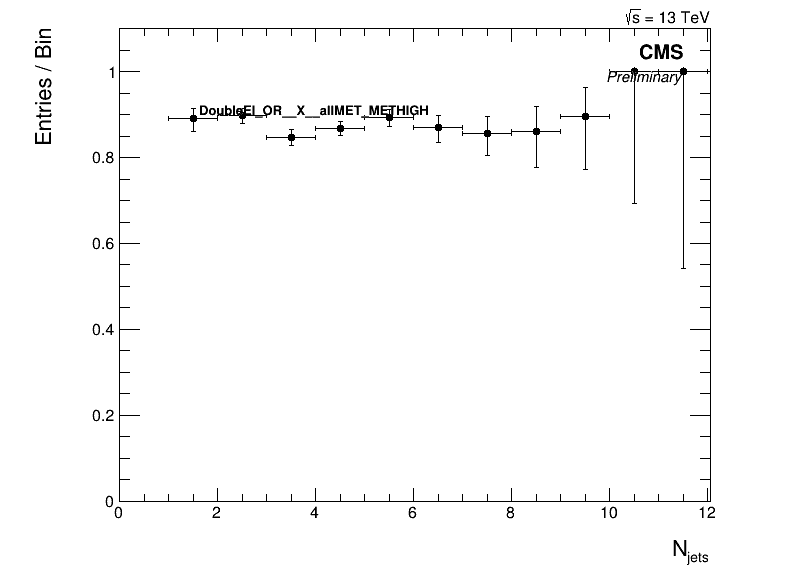 √s = 13 TeV
Entries / Bin
CMS
Preliminary
DoubleEl_OR__X__allMET_METHIGH
1
0.8
0.6
0.4
0.2
0
0 2 4 6 8 10 12
Njets